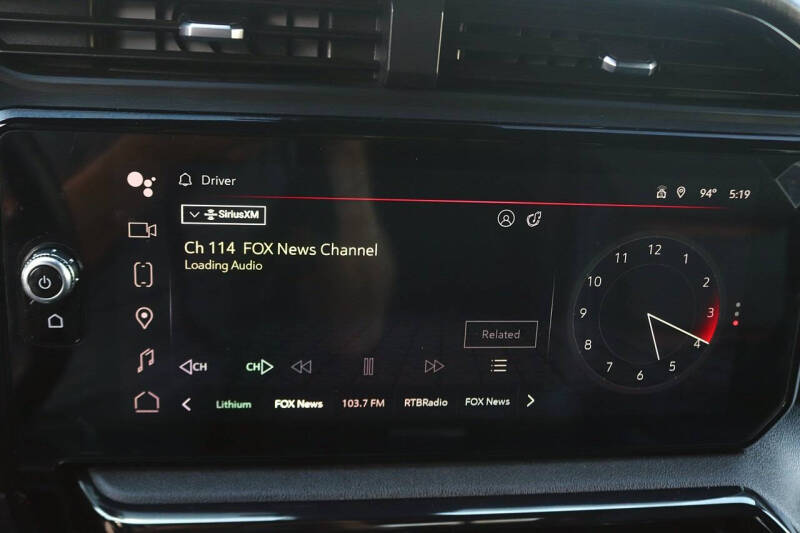 Driver 94° 5:19
SiriusXM
Ch 114 FOX News Channel
Loading Audio
Related
CH CH
Lithium FOX News 103.7 FM RTBRadio FOX News
12
11 1
10 2
9 3
8 4
7 5
6